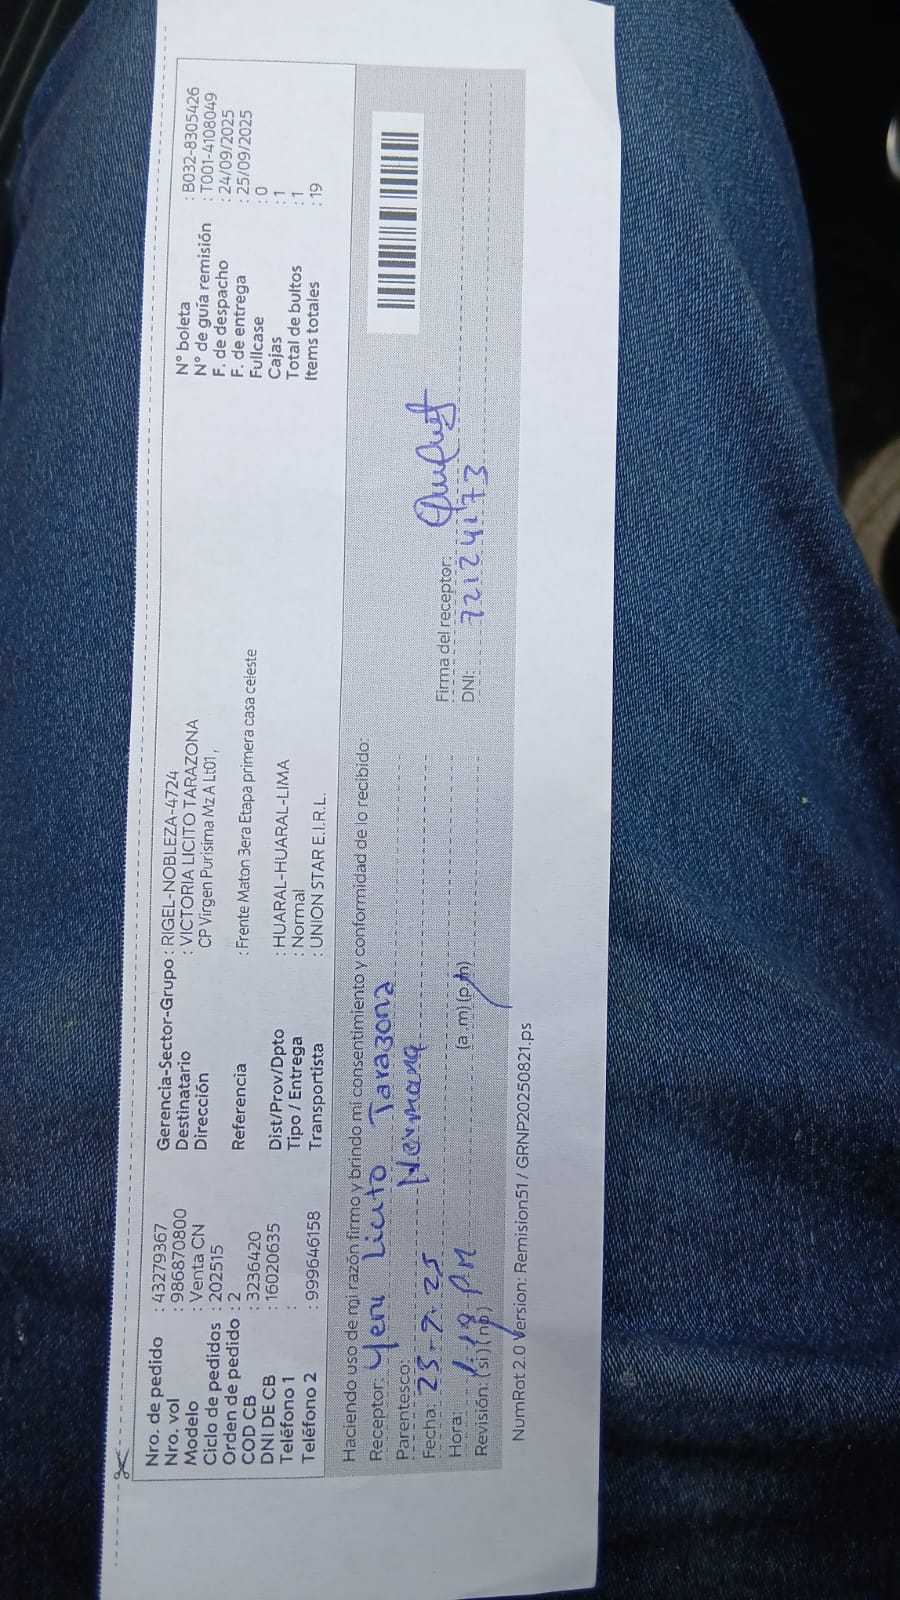 Nro. de pedido : 43279367
Nro. vol : 986870800
Modelo : Venta CN
Ciclo de pedidos : 202515
Orden de pedido : 2
COD CB : 3236420
DNI DE CB : 16020635
Teléfono 1 :
Teléfono 2 : 999646158
Gerencia-Sector-Grupo : RIGEL-NOBLEZA-4724
Destinatario : VICTORIA LICITO TARAZONA
Dirección CP Virgen Purisima Mz A Lt01 ,
Referencia : Frente Maton 3era Etapa primera casa celeste
Dist/Prov/Dpto : HUARAL-HUARAL-LIMA
Tipo / Entrega : Normal
Transportista : UNION STAR E.I.R.L.
N° boleta : B032-8305426
N° de guía remisión : T001-4108049
F. de despacho : 24/09/2025
F. de entrega : 25/09/2025
Fullcase : 0
Cajas : 1
Total de bultos : 1
Items totales : 19
Haciendo uso de mi razón firmo y brindo mi consentimiento y conformidad de lo recibido:
Receptor: Yeni Licito Tarazona
Parentesco: Hermana
Fecha: 25-9-25
Hora: 1:18 PM (a.m) (p.m)
Revisión: (si) (no)
Firma del receptor:
DNI: 72124173
NumRot 2.0 Version: Remision51 / GRNP20250821.ps